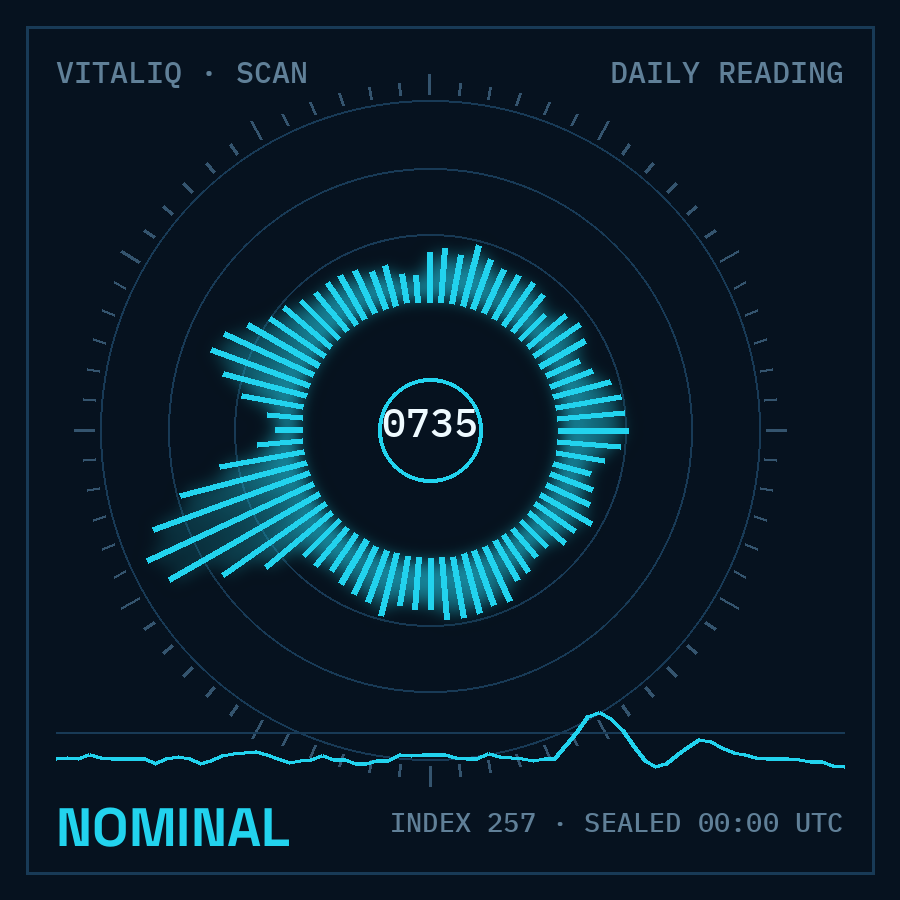 VITALIQ · SCAN
DAILY READING
0735
NOMINAL
INDEX 257 · SEALED 00:00 UTC